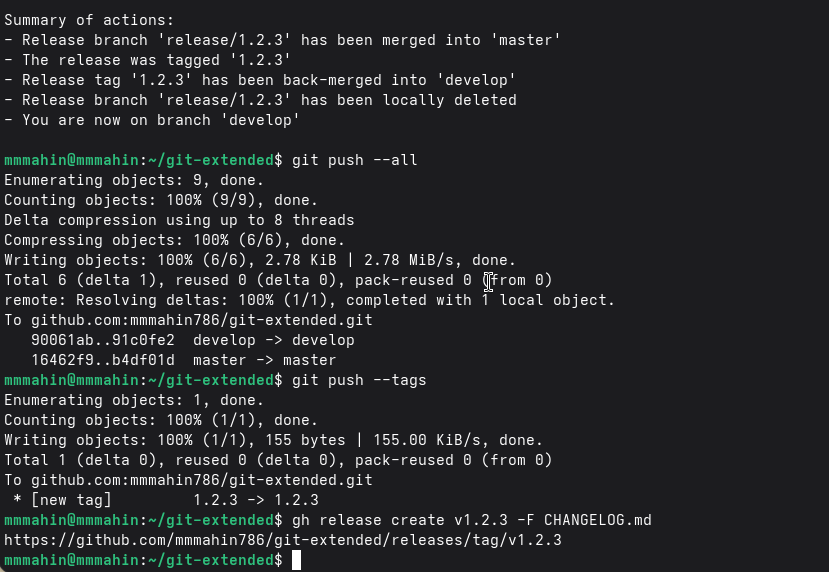 Summary of actions:
- Release branch 'release/1.2.3' has been merged into 'master'
- The release was tagged '1.2.3'
- Release tag '1.2.3' has been back-merged into 'develop'
- Release branch 'release/1.2.3' has been locally deleted
- You are now on branch 'develop'

mmmahin@mmmahin:~/git-extended$ git push --all
Enumerating objects: 9, done.
Counting objects: 100% (9/9), done.
Delta compression using up to 8 threads
Compressing objects: 100% (6/6), done.
Writing objects: 100% (6/6), 2.78 KiB | 2.78 MiB/s, done.
Total 6 (delta 1), reused 0 (delta 0), pack-reused 0 (from 0)
remote: Resolving deltas: 100% (1/1), completed with 1 local object.
To github.com:mmmahin786/git-extended.git
   90061ab..91c0fe2  develop -> develop
   16462f9..b4df01d  master -> master
mmmahin@mmmahin:~/git-extended$ git push --tags
Enumerating objects: 1, done.
Counting objects: 100% (1/1), done.
Writing objects: 100% (1/1), 155 bytes | 155.00 KiB/s, done.
Total 1 (delta 0), reused 0 (delta 0), pack-reused 0 (from 0)
To github.com:mmmahin786/git-extended.git
 * [new tag]         1.2.3 -> 1.2.3
mmmahin@mmmahin:~/git-extended$ gh release create v1.2.3 -F CHANGELOG.md
https://github.com/mmmahin786/git-extended/releases/tag/v1.2.3
mmmahin@mmmahin:~/git-extended$